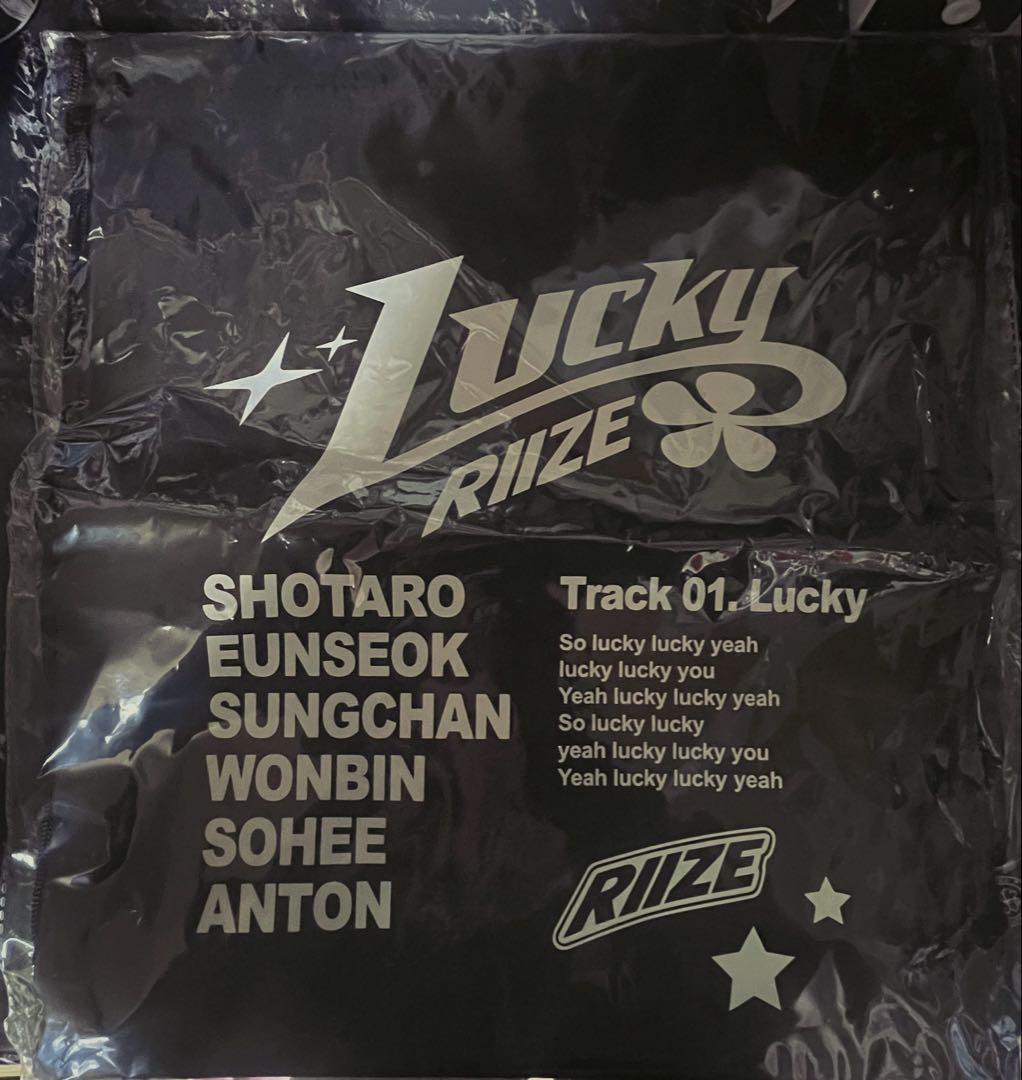 Lucky
RIIZE
SHOTARO
EUNSEOK
SUNGCHAN
WONBIN
SOHEE
ANTON
Track 01. Lucky
So lucky lucky yeah
lucky lucky you
Yeah lucky lucky yeah
So lucky lucky
yeah lucky lucky you
Yeah lucky lucky yeah
RIIZE